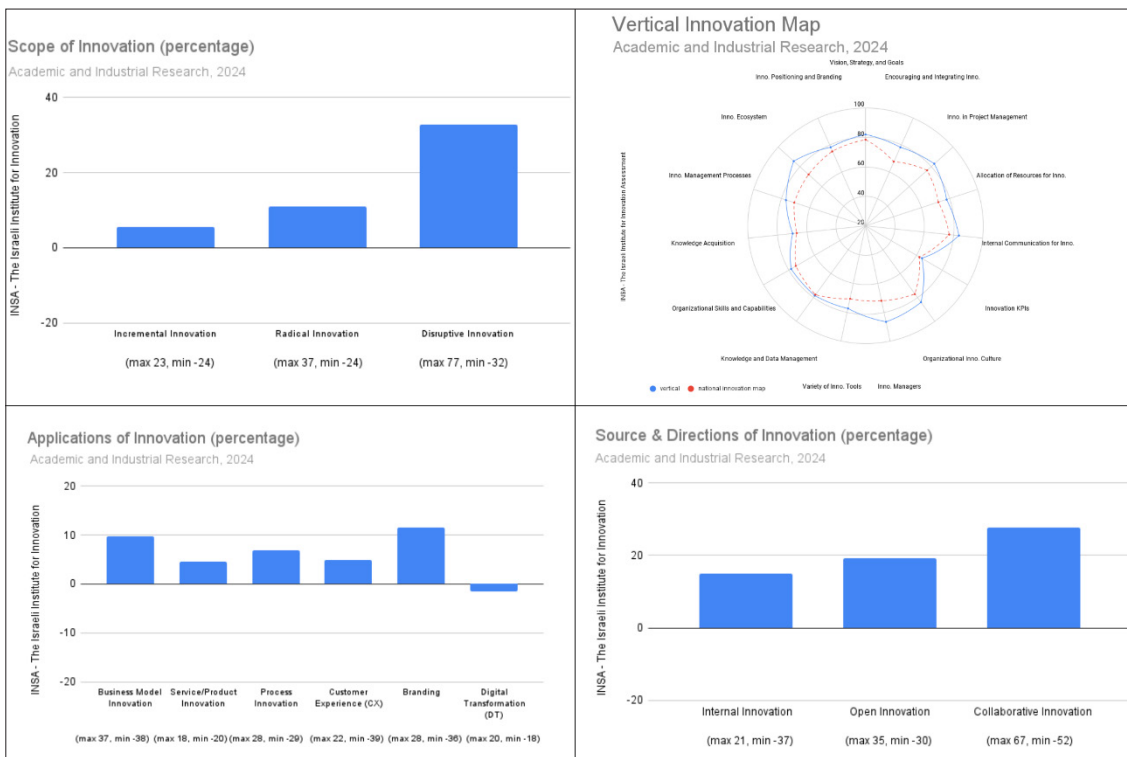 Scope of Innovation (percentage)
Academic and Industrial Research, 2024
INSA - The Israeli Institute for Innovation
40
20
0
-20
Incremental Innovation
Radical Innovation
Disruptive Innovation
(max 23, min -24)
(max 37, min -24)
(max 77, min -32)
Vertical Innovation Map
Academic and Industrial Research, 2024
INSA - The Israeli Institute for Innovation Assessment
Vision, Strategy, and Goals
Inno. Positioning and Branding
Encouraging and Integrating Inno.
Inno. Ecosystem
Inno. in Project Management
Inno. Management Processes
Allocation of Resources for Inno.
Knowledge Acquisition
Internal Communication for Inno.
Organizational Skills and Capabilities
Innovation KPIs
Knowledge and Data Management
Organizational Inno. Culture
Variety of Inno. Tools
Inno. Managers
100
80
60
40
20
vertical
national innovation map
Applications of Innovation (percentage)
Academic and Industrial Research, 2024
INSA - The Israeli Institute for Innovation
20
10
0
-10
-20
Business Model
Innovation
Service/Product
Innovation
Process
Innovation
Customer
Experience (CX)
Branding
Digital
Transformation
(DT)
(max 37, min -38)
(max 18, min -20)
(max 28, min -29)
(max 22, min -39)
(max 28, min -36)
(max 20, min -18)
Source & Directions of Innovation (percentage)
Academic and Industrial Research, 2024
INSA - The Israeli Institute for Innovation
40
20
0
-20
Internal Innovation
Open Innovation
Collaborative Innovation
(max 21, min -37)
(max 35, min -30)
(max 67, min -52)